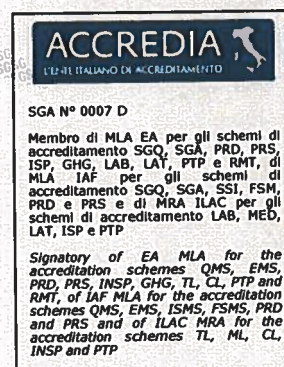 ACCREDIA
L'ENTE ITALIANO DI ACCREDITAMENTO
SGA N° 0007 D
Membro di MLA EA per gli schemi di
accreditamento SGQ, SGA, PRD, PRS,
ISP, GHG, LAB, LAT, PTP e RMT, di
MLA IAF per gli schemi di
accreditamento SGQ, SGA, SSI, FSM,
PRD e PRS e di MRA ILAC per gli
schemi di accreditamento LAB, MED,
LAT, ISP e PTP
Signatory of EA MLA for the
accreditation schemes QMS, EMS,
PRD, PRS, INSP, GHG, TL, CL, PTP and
RMT, of IAF MLA for the accreditation
schemes QMS, EMS, ISMS, FSMS, PRD
and PRS and of ILAC MRA for the
accreditation schemes TL, ML, CL,
INSP and PTP